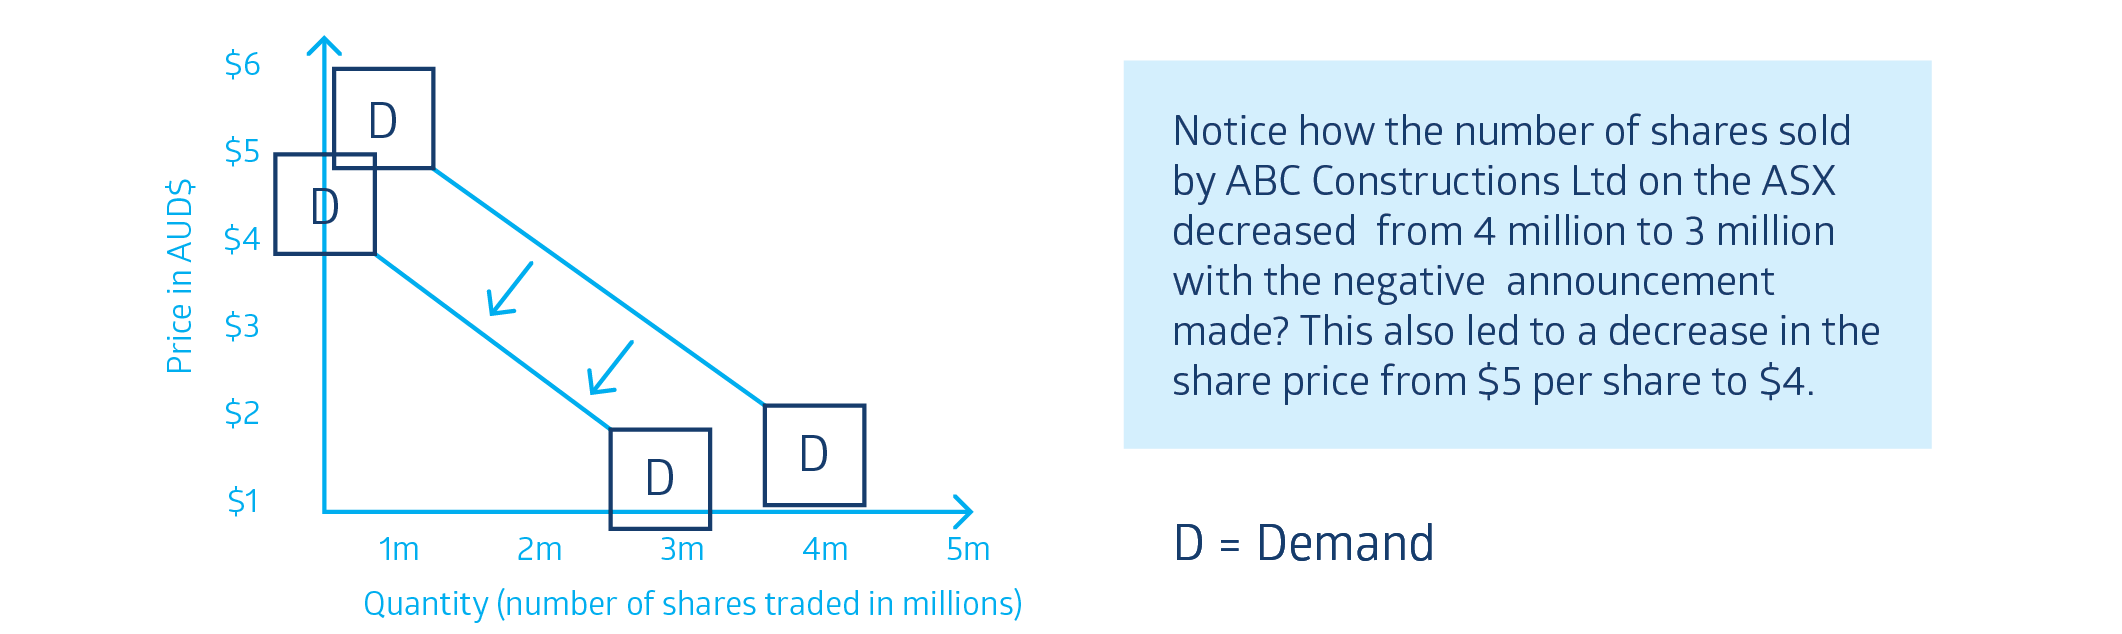 $6
$5
$4
$3
$2
$1
Price in AUD$
D
D
D
D
1m 2m 3m 4m 5m
Quantity (number of shares traded in millions)
Notice how the number of shares sold
by ABC Constructions Ltd on the ASX
decreased  from 4 million to 3 million
with the negative  announcement
made? This also led to a decrease in the
share price from $5 per share to $4.
D = Demand